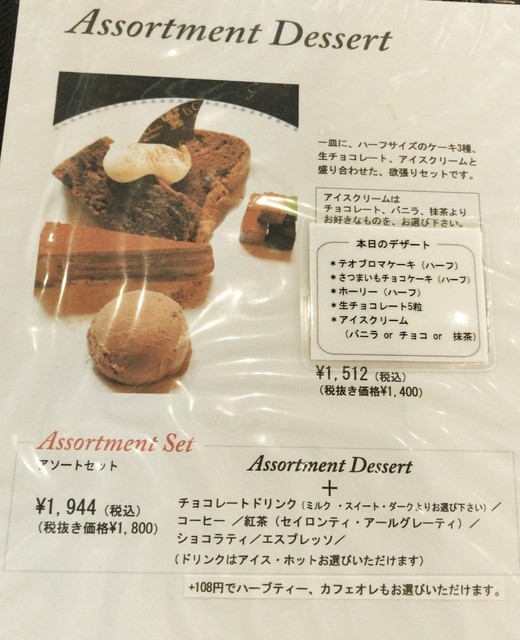 Assortment Dessert
一皿に、ハーフサイズのケーキ3種、
生チョコレート、アイスクリームと
盛り合わせた、欲張りセットです。
アイスクリームは
チョコレート、バニラ、抹茶より
お好きなものを、お選び下さい。
本日のデザート
*テオブロマケーキ (ハーフ)
*さつまいもチョコケーキ (ハーフ)
*ホーリー (ハーフ)
*生チョコレート5粒
*アイスクリーム
(バニラ or チョコ or 抹茶)
¥1,512 (税込)
(税抜き価格¥1,400)
Assortment Set
アソートセット
¥1,944 (税込)
(税抜き価格¥1,800)
Assortment Dessert
+
チョコレートドリンク (ミルク・スイート・ダークよりお選び下さい) /
コーヒー /紅茶 (セイロンティ・アールグレーティ) /
ショコラティ/エスプレッソ/
(ドリンクはアイス・ホットお選びいただけます)
+108円でハーブティー、カフェオレもお選びいただけます。